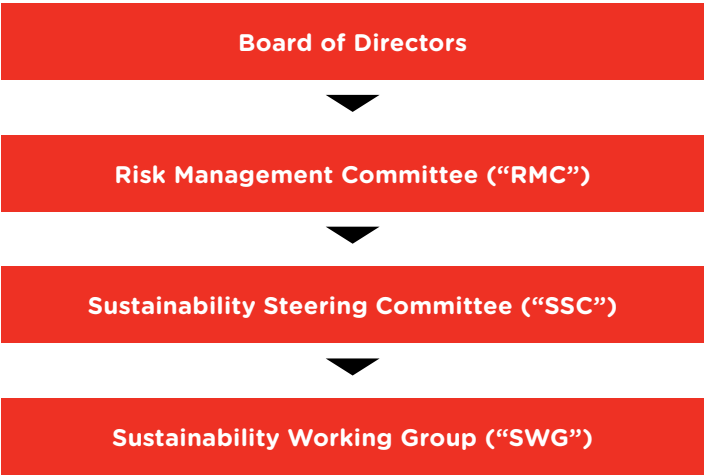 Board of Directors
Risk Management Committee (“RMC”)
Sustainability Steering Committee (“SSC”)
Sustainability Working Group (“SWG”)